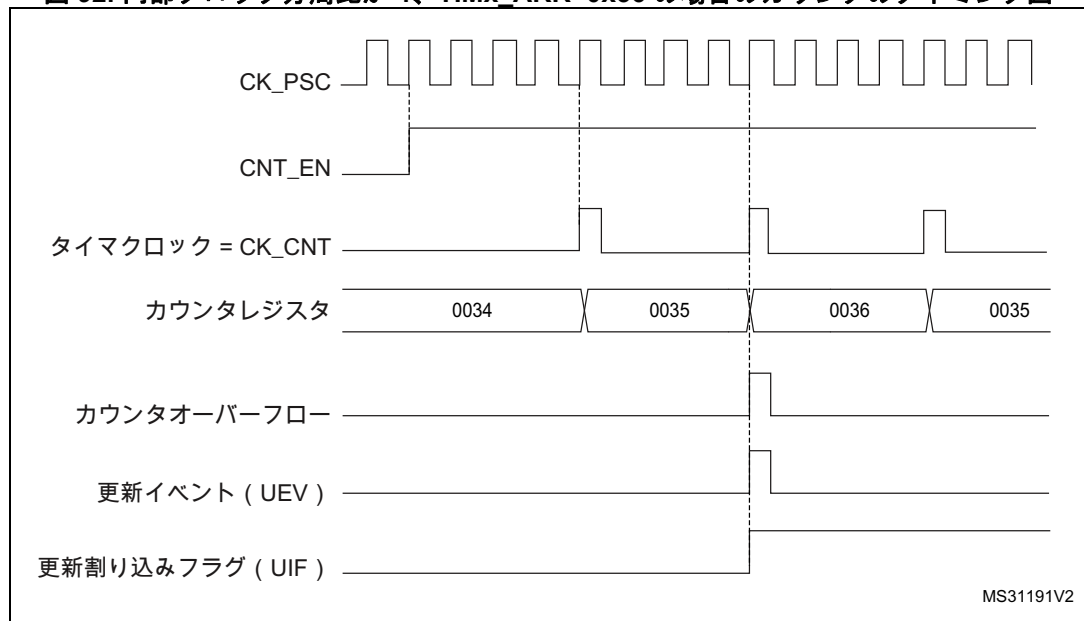 CK_PSC
CNT_EN
タイマクロック = CK_CNT
カウンタレジスタ 0034 0035 0036 0035
カウンタオーバーフロー
更新イベント ( UEV )
更新割り込みフラグ ( UIF )
MS31191V2